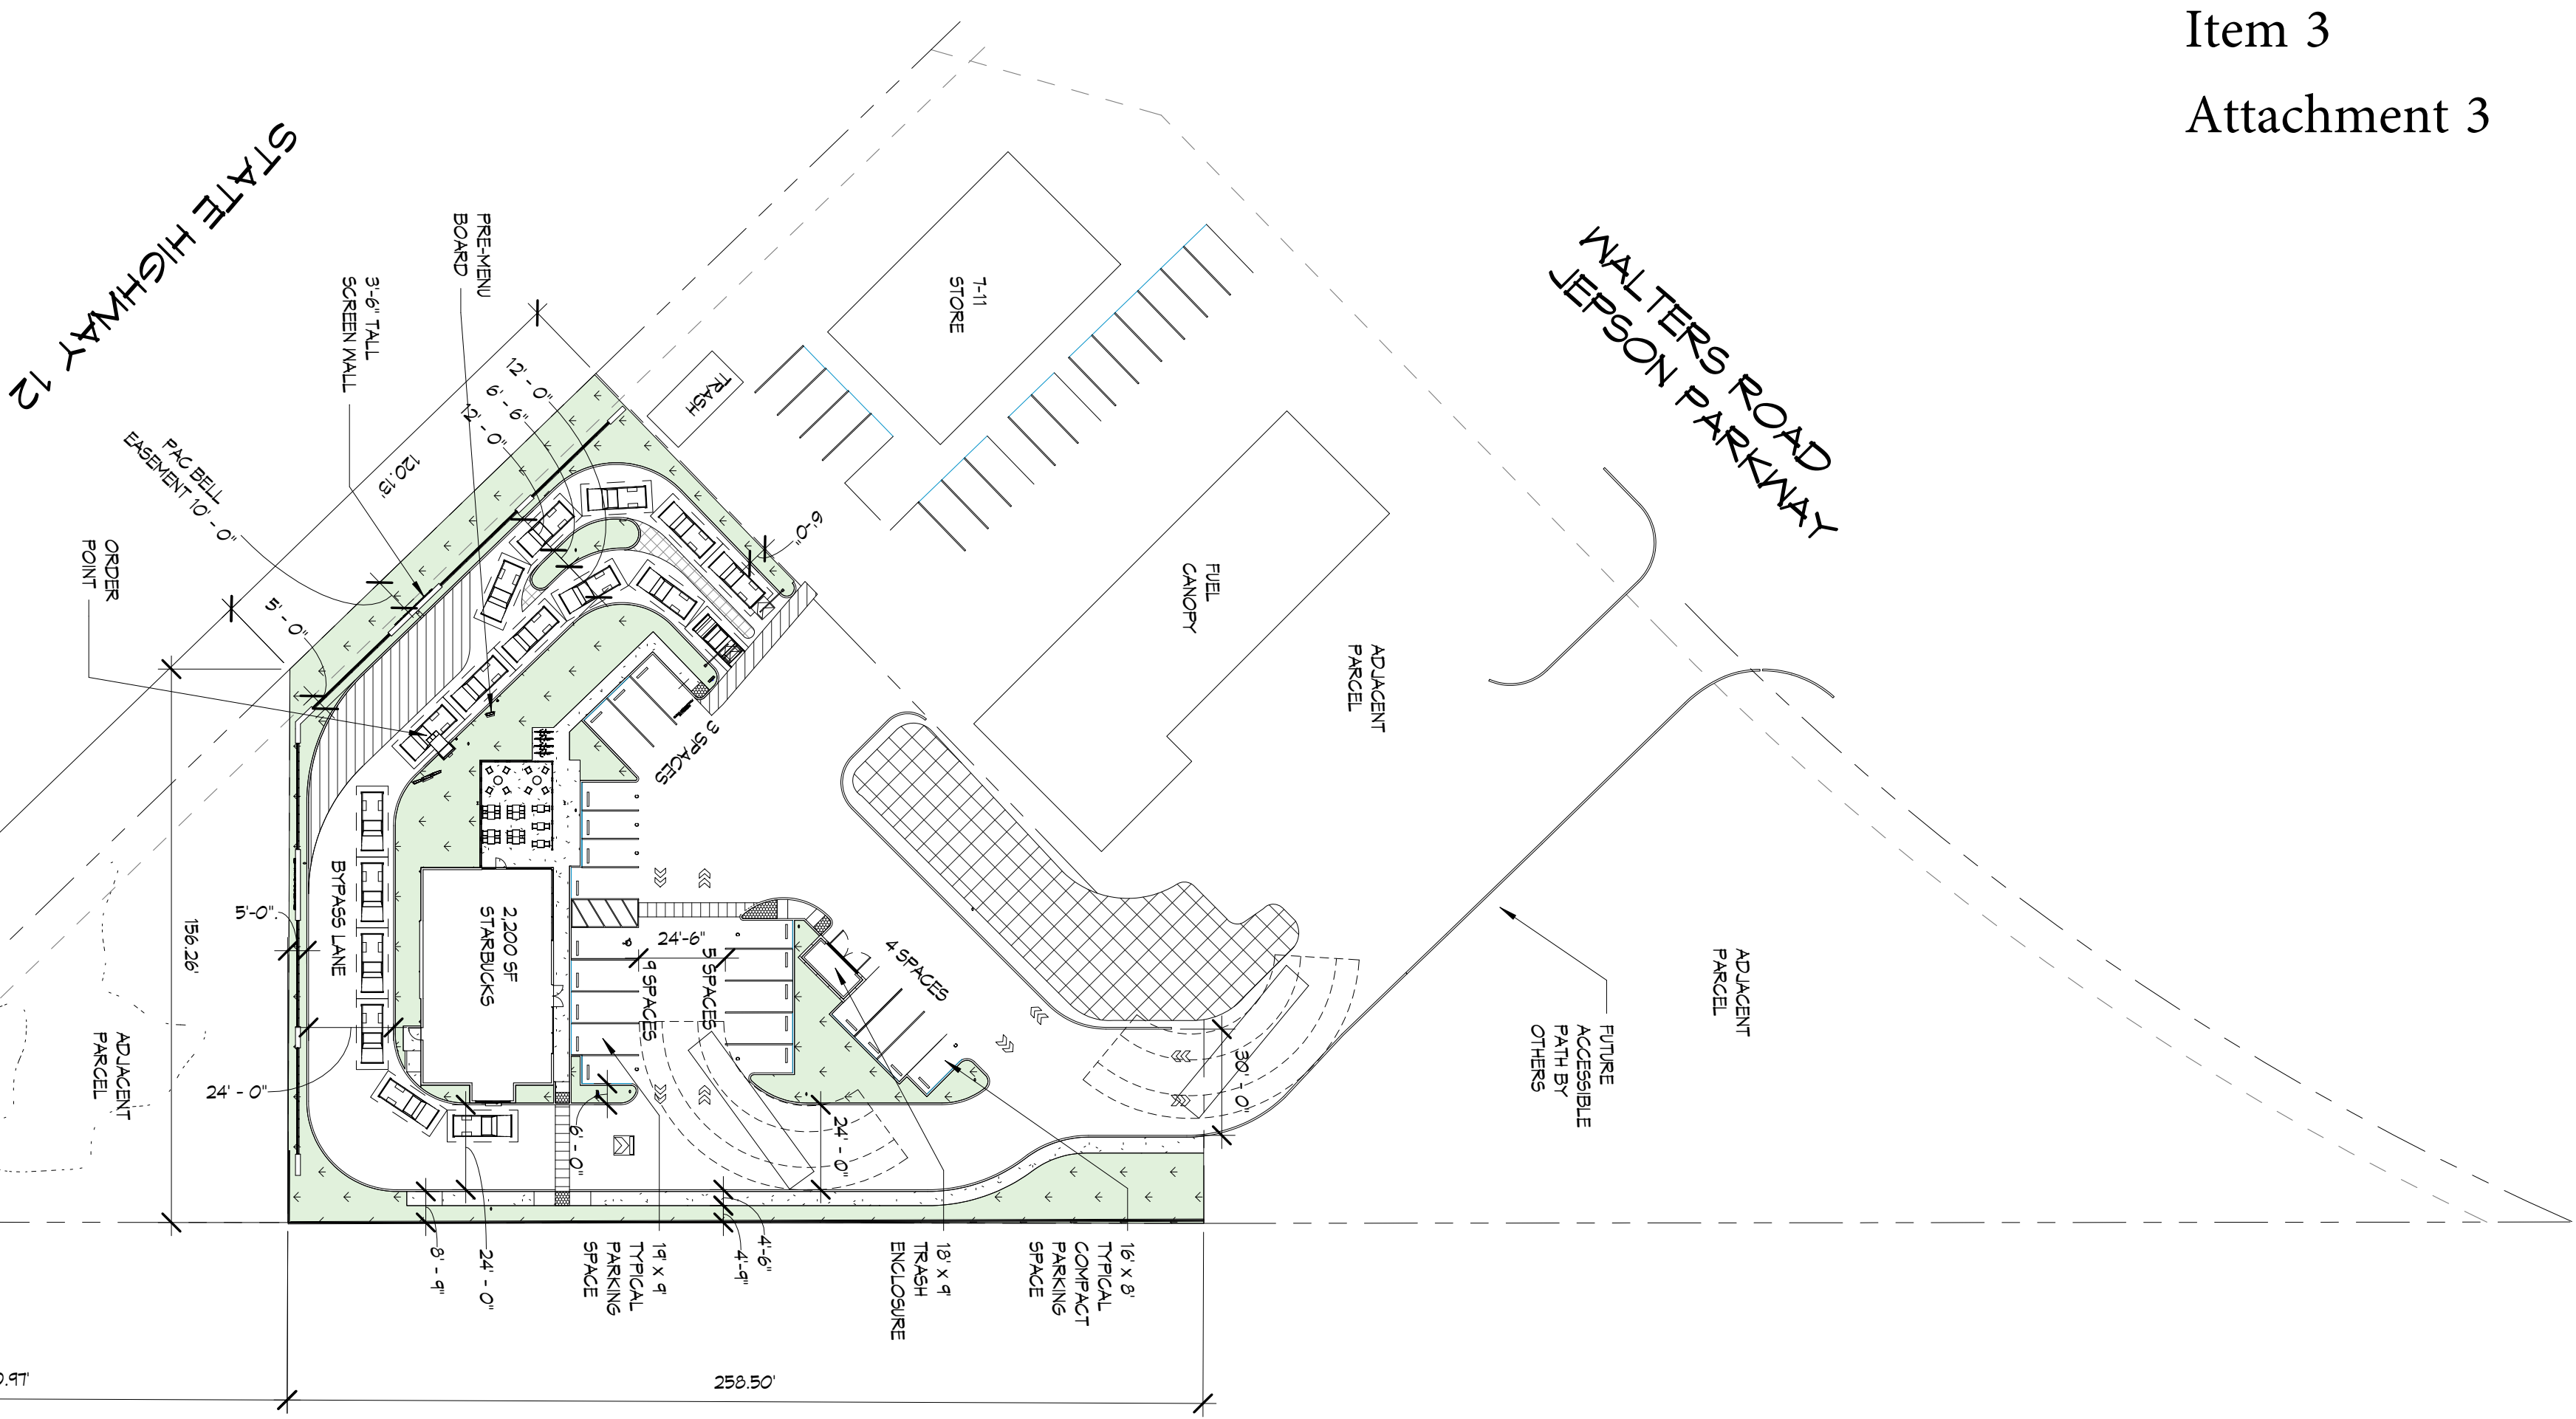 Item 3
Attachment 3
STATE HIGHWAY 12
WALTERS ROAD
JEPSON PARKWAY
PRE-MENU
BOARD
3'-6" TALL
SCREEN WALL
7-11
STORE
TRASH
12' - 0"
6' - 6"
12' - 0"
120.13'
PAC BELL
EASEMENT 10' - 0"
6'-0"
ORDER
POINT
5' - 0"
FUEL
CANOPY
ADJACENT
PARCEL
3 SPACES
BYPASS LANE
2,200 SF
STARBUCKS
5'-0"
156.26'
24'-6"
9 SPACES
5 SPACES
4 SPACES
ADJACENT
PARCEL
FUTURE
ACCESSIBLE
PATH BY
OTHERS
ADJACENT
PARCEL
24' - 0"
30' - 0"
6' - 0"
24' - 0"
8' - 9"
24' - 0"
19' x 9'
TYPICAL
PARKING
SPACE
4'-6"
4'-9"
18' x 9'
TRASH
ENCLOSURE
16' x 8'
TYPICAL
COMPACT
PARKING
SPACE
258.50'